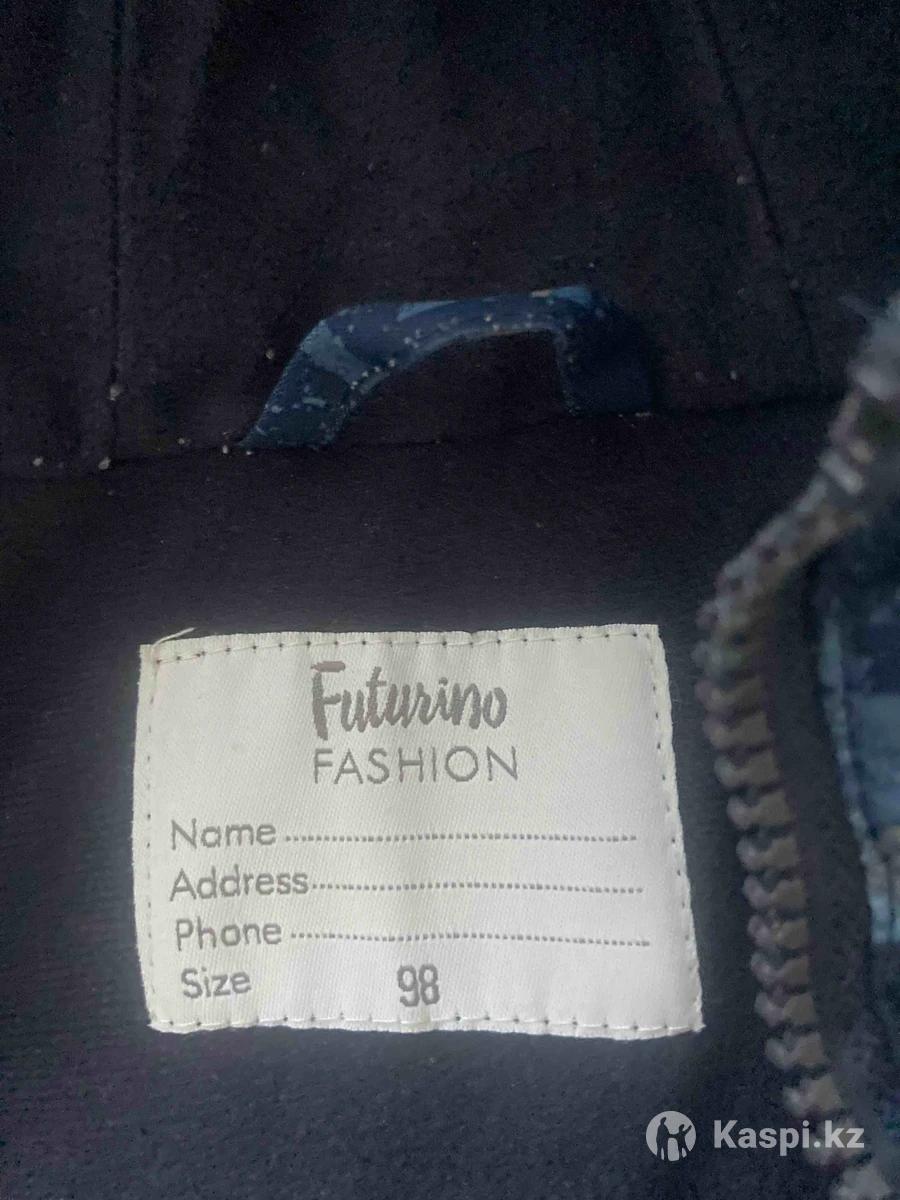 Futurino
FASHION
Name
Address
Phone
Size 98
Kaspi.kz